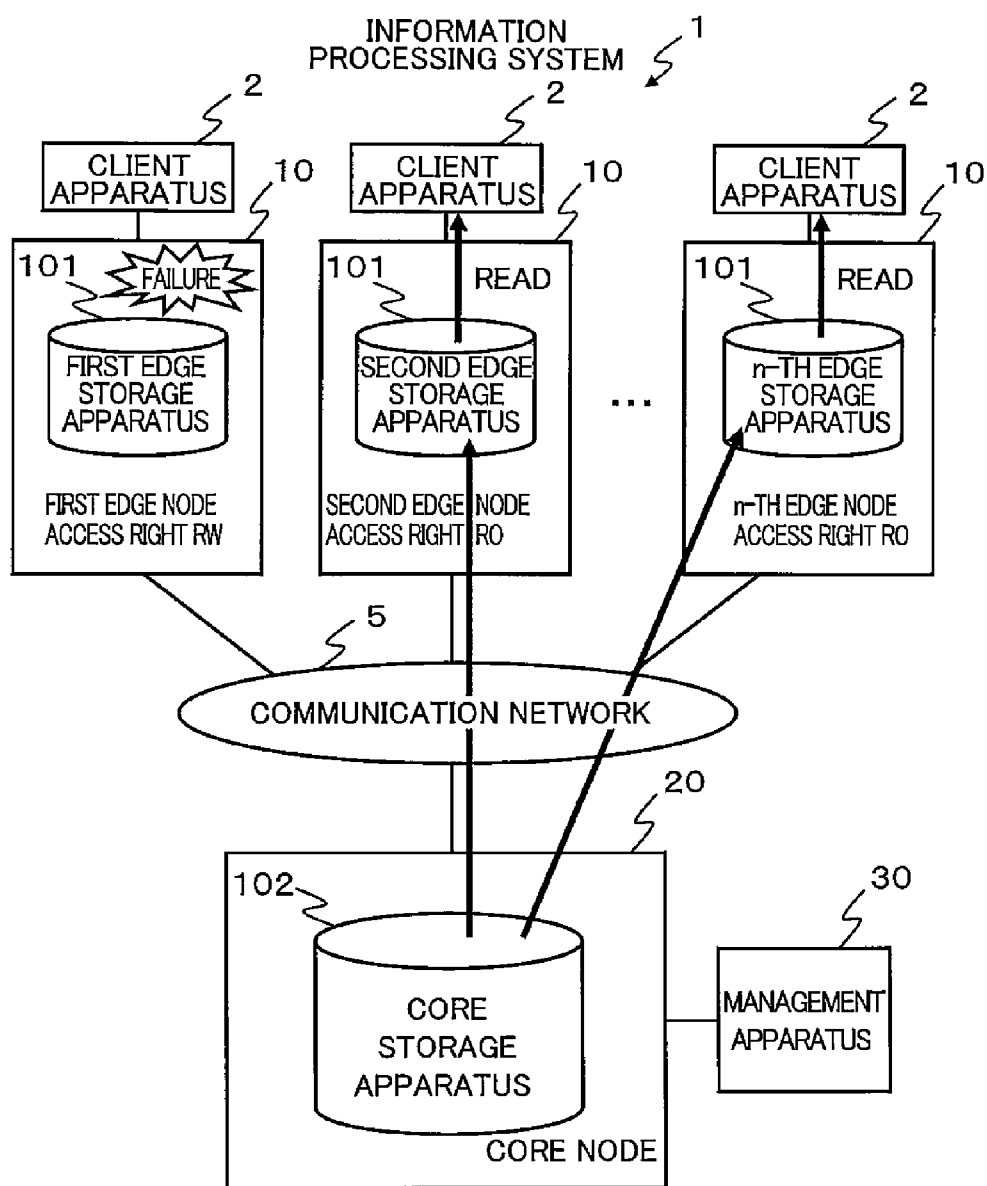 INFORMATION
PROCESSING SYSTEM
1
2
CLIENT
APPARATUS
10
101
FAILURE
FIRST EDGE
STORAGE
APPARATUS
FIRST EDGE NODE
ACCESS RIGHT RW
2
CLIENT
APPARATUS
10
101
READ
SECOND EDGE
STORAGE
APPARATUS
SECOND EDGE NODE
ACCESS RIGHT RO
...
2
CLIENT
APPARATUS
10
101
READ
n-TH EDGE
STORAGE
APPARATUS
n-TH EDGE NODE
ACCESS RIGHT RO
5
COMMUNICATION NETWORK
20
102
CORE
STORAGE
APPARATUS
CORE NODE
30
MANAGEMENT
APPARATUS